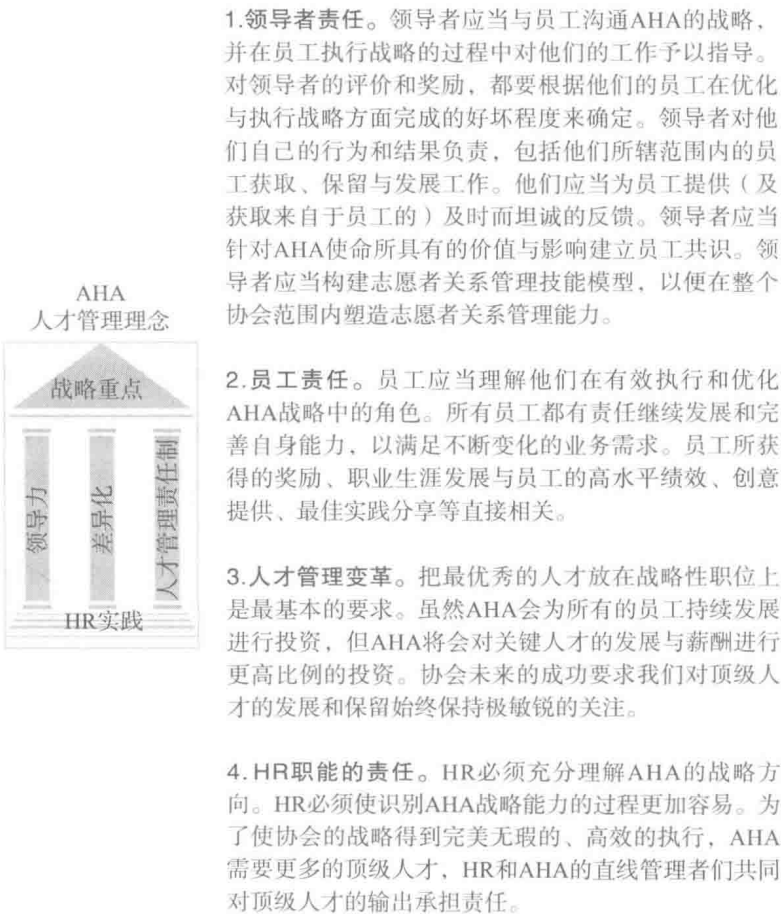 1.领导者责任。领导者应当与员工沟通AHA的战略，
并在员工执行战略的过程中对他们的工作予以指导。
对领导者的评价和奖励，都要根据他们的员工在优化
与执行战略方面完成的好坏程度来确定。领导者对他
们自己的行为和结果负责，包括他们所辖范围内的员
工获取、保留与发展工作。他们应当为员工提供（及
获取来自于员工的）及时而坦诚的反馈。领导者应当
针对AHA使命所具有的价值与影响建立员工共识。领
导者应当构建志愿者关系管理技能模型，以便在整个
协会范围内塑造志愿者关系管理能力。
AHA
人才管理理念
战略重点
领导力
差异化
人才管理责任制
HR实践
2.员工责任。员工应当理解他们在有效执行和优化
AHA战略中的角色。所有员工都有责任继续发展和完
善自身能力，以满足不断变化的业务需求。员工所获
得的奖励、职业生涯发展与员工的高水平绩效、创意
提供、最佳实践分享等直接相关。
3.人才管理变革。把最优秀的人才放在战略性职位上
是最基本的要求。虽然AHA会为所有的员工持续发展
进行投资，但AHA将会对关键人才的发展与薪酬进行
更高比例的投资。协会未来的成功要求我们对顶级人
才的发展和保留始终保持极敏锐的关注。
4.HR职能的责任。HR必须充分理解AHA的战略方
向。HR必须使识别AHA战略能力的过程更加容易。为
了使协会的战略得到完美无瑕的、高效的执行，AHA
需要更多的顶级人才，HR和AHA的直线管理者们共同
对顶级人才的输出承担责任。